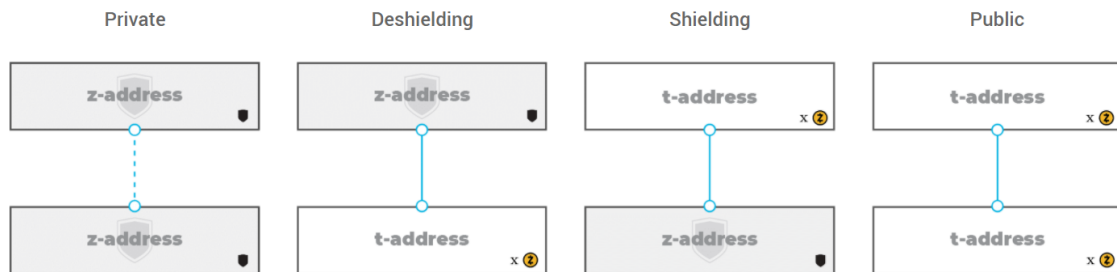 Private Deshielding Shielding Public
z-address z-address t-address t-address
x x
z-address t-address z-address t-address
x x